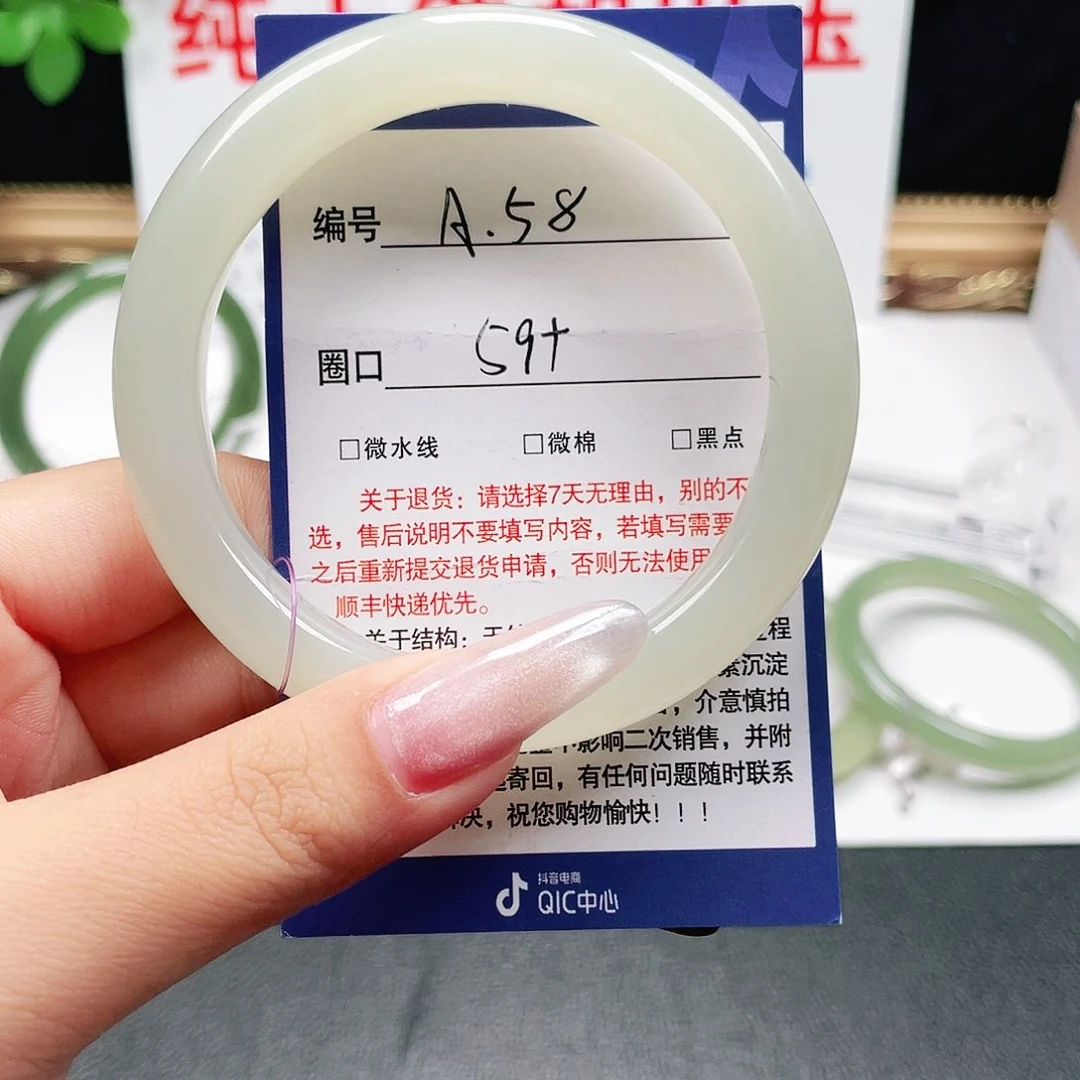 纯
编号 A.58
圈口 59+
□微水线 □微棉 □黑点
关于退货：请选择7天无理由，别的不
选，售后说明不要填写内容，若填写需要
之后重新提交退货申请，否则无法使用
顺丰快递优先。
关于结构：天
程
素沉淀
，介意慎拍
影响二次销售，并附
寄回，有任何问题随时联系
决，祝您购物愉快！！！
抖音电商
QIC中心